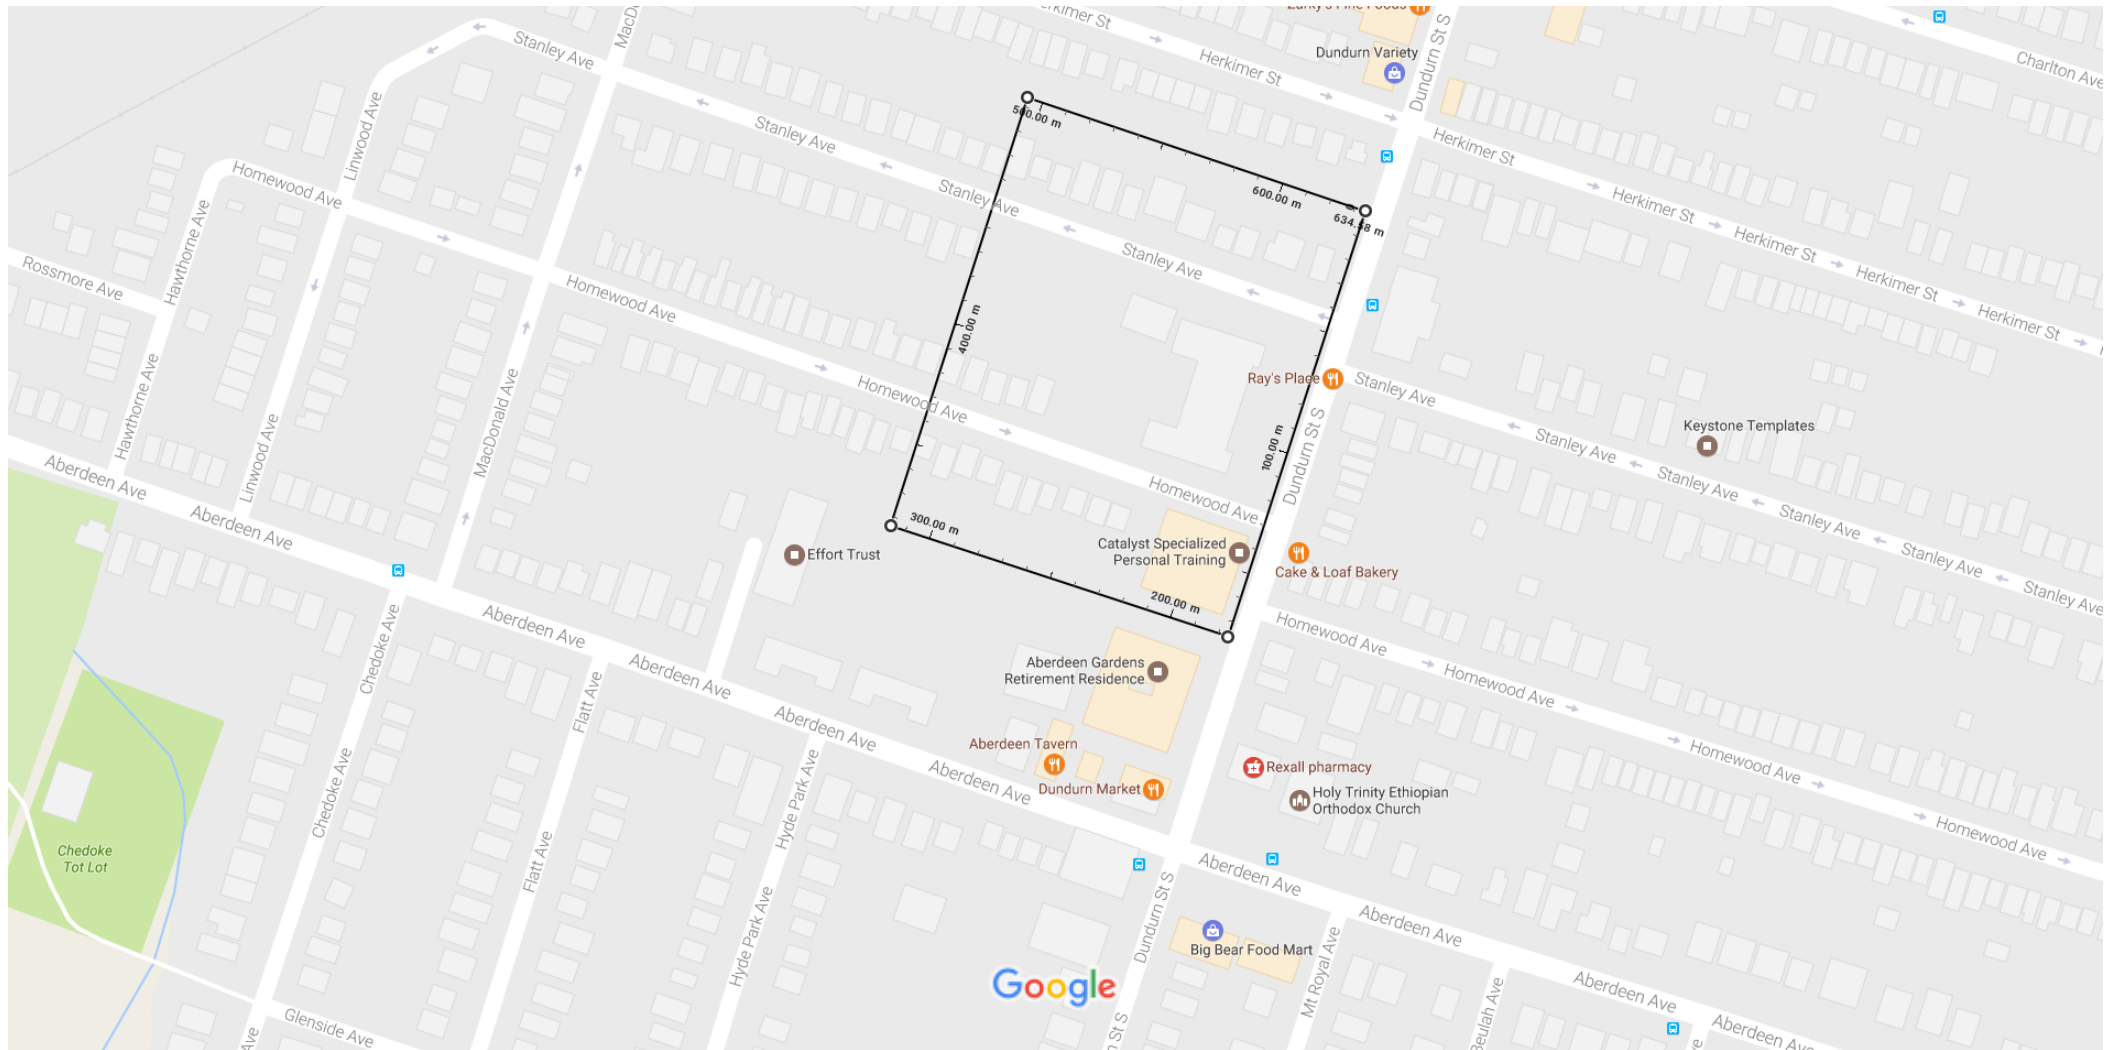 Herkimer St
Dundurn St S
Stanley Ave
Dundurn Variety
Charlton Ave
Herkimer St
Linwood Ave
500.00 m
Stanley Ave
Herkimer St
Homewood Ave
Stanley Ave
600.00 m
Herkimer St
634.58 m
Hawthorne Ave
Stanley Ave
Herkimer St
Rossmore Ave
Herkimer St
Homewood Ave
400.00 m
Herkimer St
Ray's Place
Stanley Ave
Hawthorne Ave
Homewood Ave
MacDonald Ave
Keystone Templates
100.00 m
Dundurn St S
Stanley Ave
Linwood Ave
Aberdeen Ave
Homewood Ave
Stanley Ave
Aberdeen Ave
300.00 m
Stanley Ave
Effort Trust
Catalyst Specialized
Personal Training
Cake & Loaf Bakery
Stanley Ave
Stanley Ave
200.00 m
Aberdeen Ave
Chedoke Ave
Homewood Ave
Aberdeen Gardens
Retirement Residence
Aberdeen Ave
Flatt Ave
Homewood Ave
Aberdeen Ave
Aberdeen Tavern
Rexall pharmacy
Homewood Ave
Aberdeen Ave
Dundurn Market
Holy Trinity Ethiopian
Orthodox Church
Chedoke Ave
Hyde Park Ave
Homewood Ave
Chedoke
Tot Lot
Flatt Ave
Aberdeen Ave
Dundurn St S
Aberdeen Ave
Hyde Park Ave
Big Bear Food Mart
Mt Royal Ave
Google
Aberdeen Ave
Glenside Ave
Beulah Ave
Aberdeen Ave